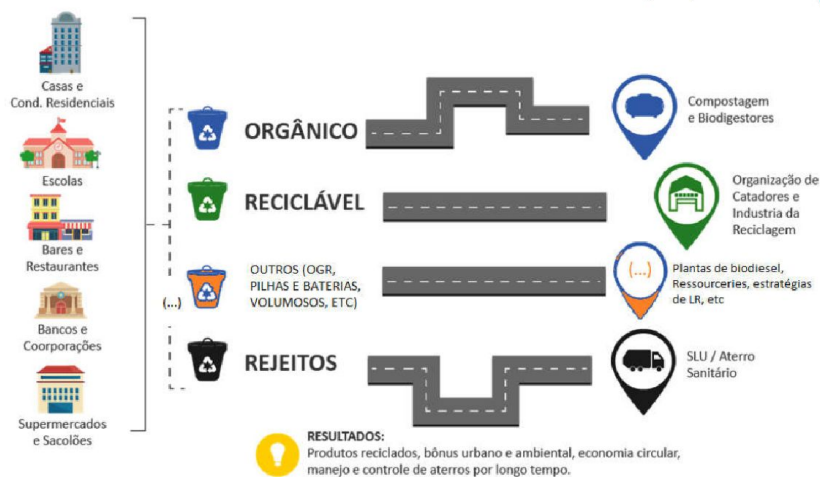 Casas e
Cond. Residenciais
Escolas
Bares e
Restaurantes
Bancos e
Coorporações
Supermercados
e Sacolões
ORGÂNICO
Compostagem
e Biodigestores
RECICLÁVEL
Organização de
Catadores e
Industria da
Reciclagem
(...)
OUTROS (OGR,
PILHAS E BATERIAS,
VOLUMOSOS, ETC)
(...)
Plantas de biodiesel,
Ressourceries, estratégias
de LR, etc
REJEITOS
SLU / Aterro
Sanitário
RESULTADOS:
Produtos reciclados, bônus urbano e ambiental, economia circular,
manejo e controle de aterros por longo tempo.